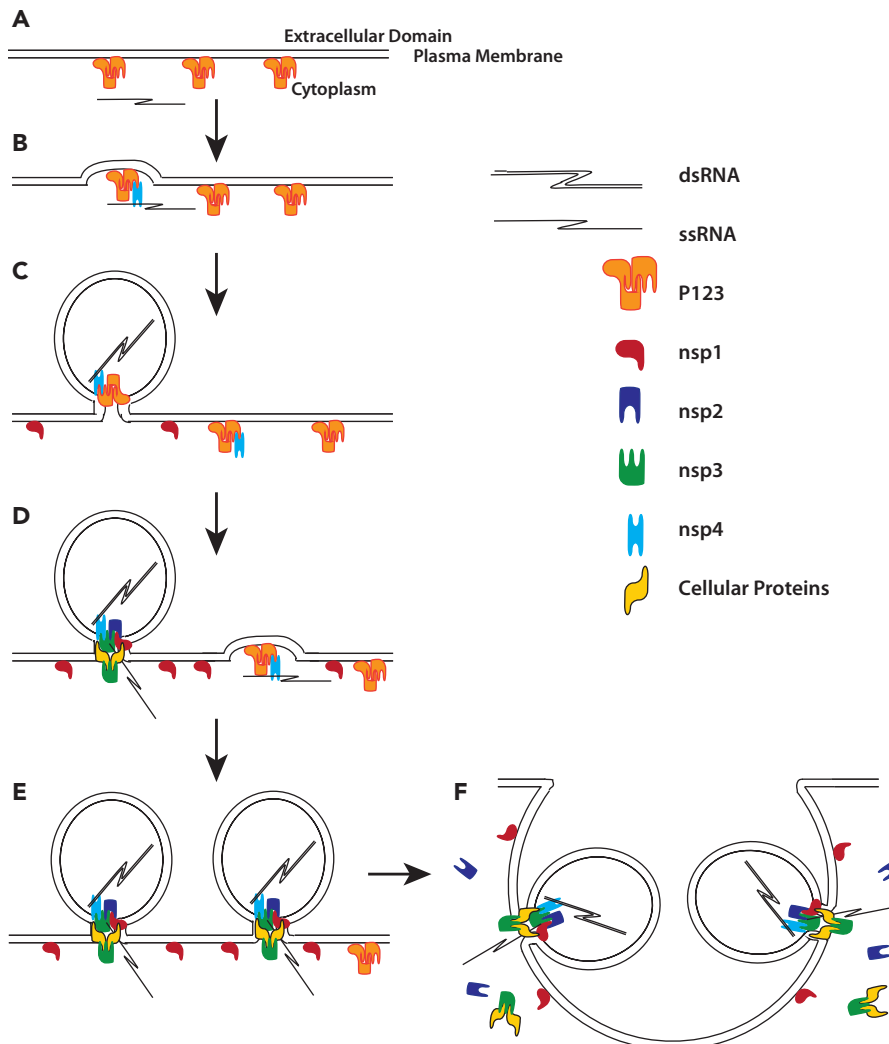 A
Extracellular Domain
Plasma Membrane
Cytoplasm
B
dsRNA
ssRNA
C
P123
nsp1
nsp2
nsp3
D
nsp4
Cellular Proteins
E
F